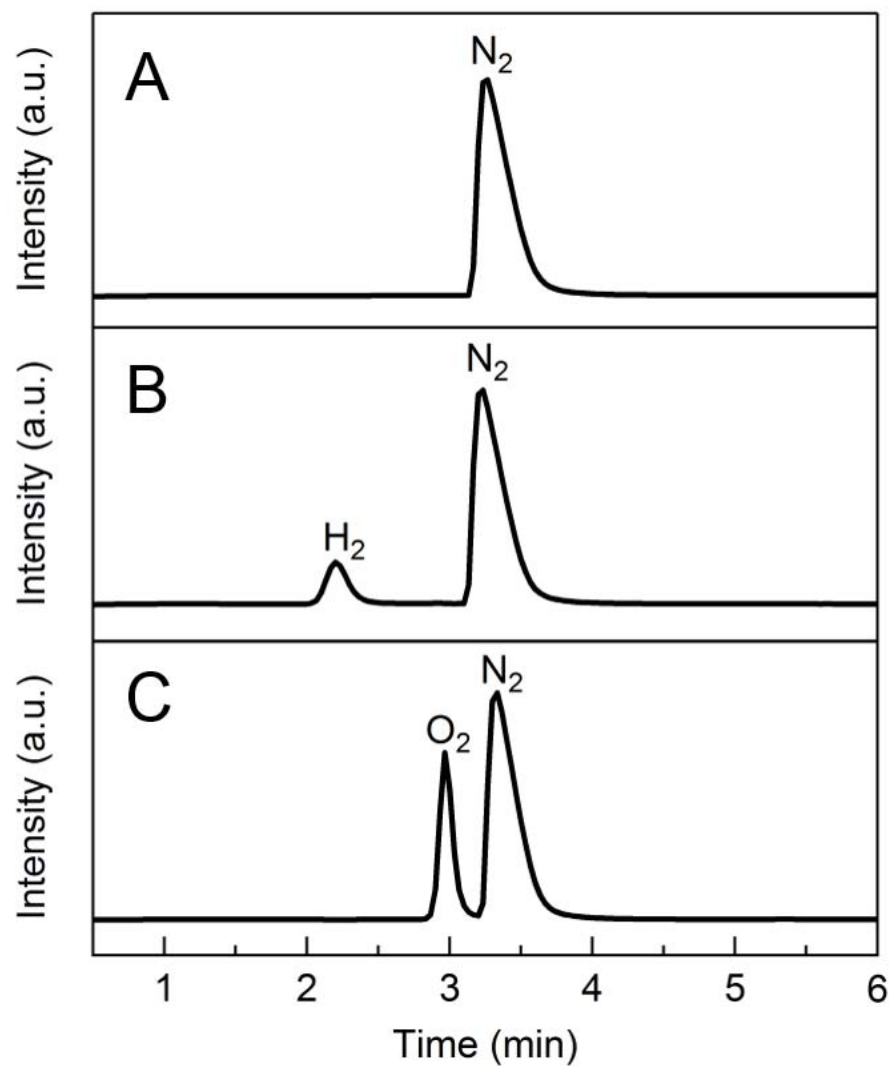 A
N₂
Intensity (a.u.)
B
N₂
H₂
Intensity (a.u.)
C
N₂
O₂
Intensity (a.u.)
1 2 3 4 5 6
Time (min)